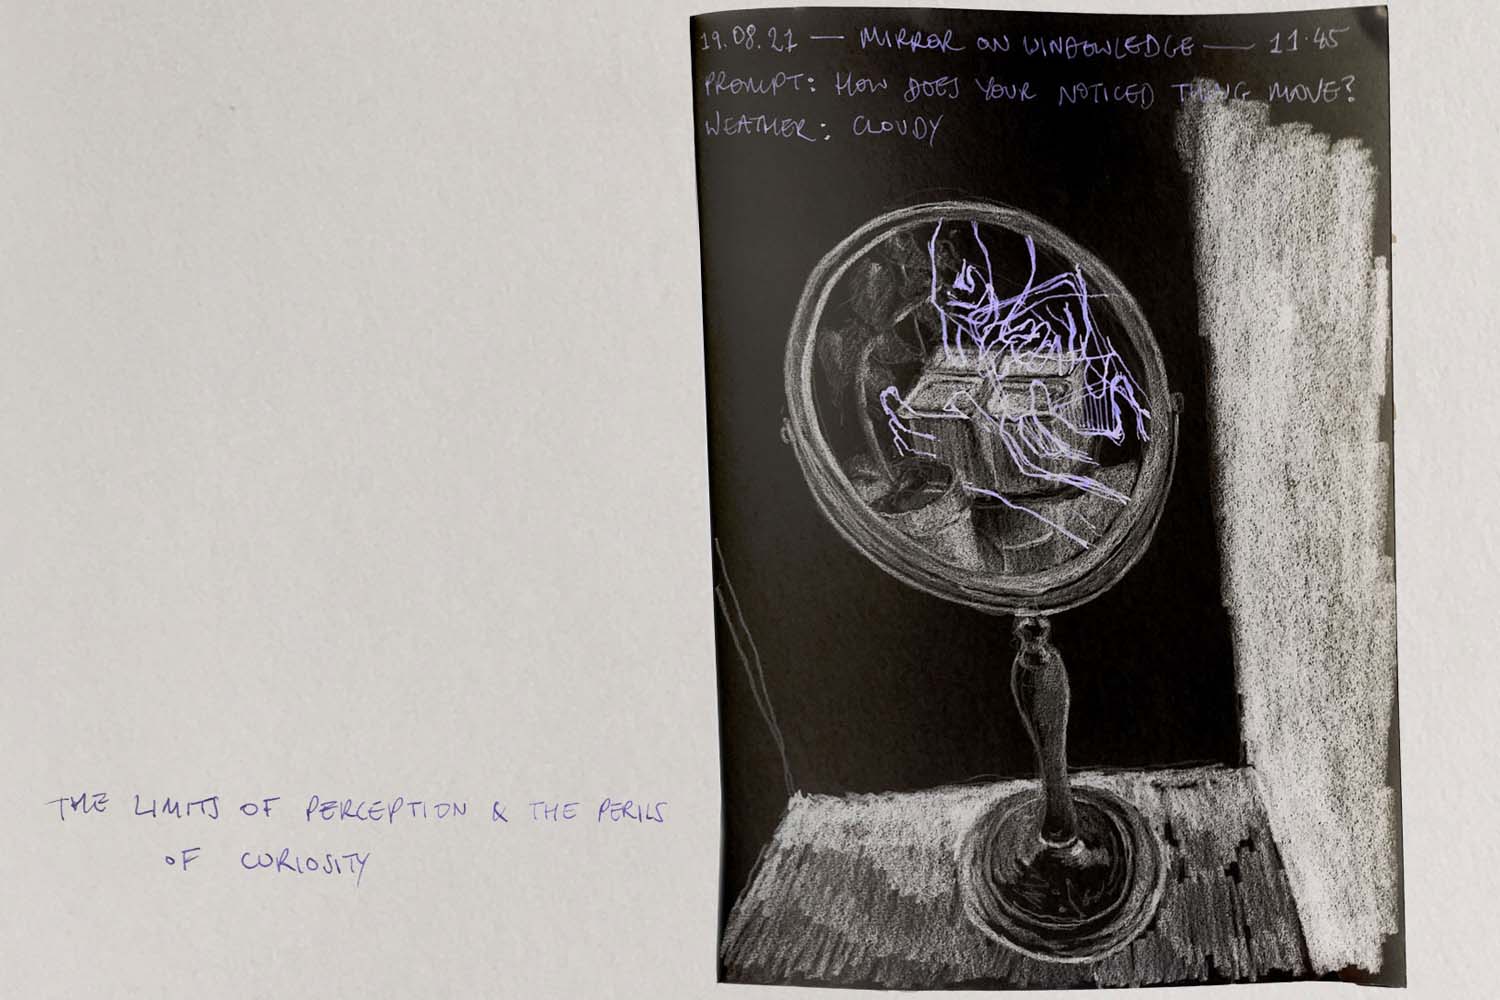 19.08.21 — MIRROR ON WINDOWLEDGE — 11.45
PROMPT: HOW DOES YOUR NOTICED THING MOVE?
WEATHER: CLOUDY
THE LIMITS OF PERCEPTION & THE PERILS
OF CURIOSITY